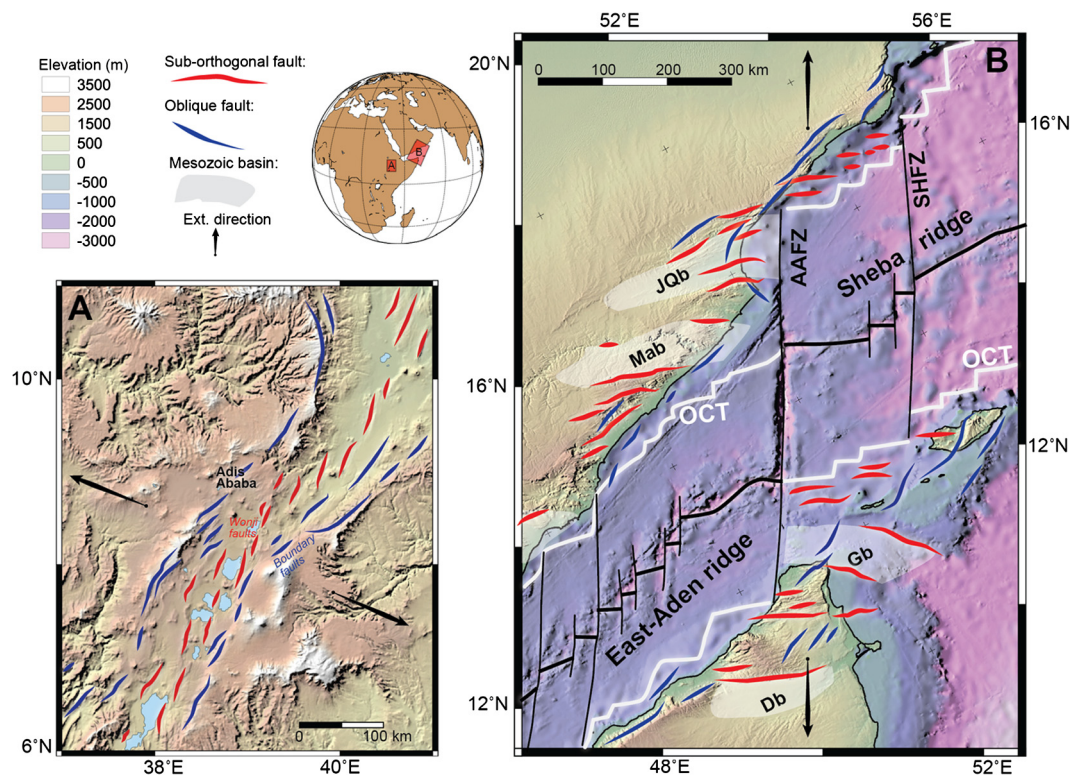 Elevation (m)
3500
2500
1500
500
0
-500
-1000
-2000
-3000
Sub-orthogonal fault:
Oblique fault:
Mesozoic basin:
Ext. direction
A
B
A
10°N
6°N
38°E
40°E
Adis
Ababa
Wonji
faults
Boundary
faults
0
100 km
B
52°E
56°E
20°N
16°N
12°N
16°N
12°N
48°E
52°E
0
100
200
300 km
SHFZ
AAFZ
Sheba ridge
JQb
Mab
OCT
OCT
East-Aden ridge
Gb
Db